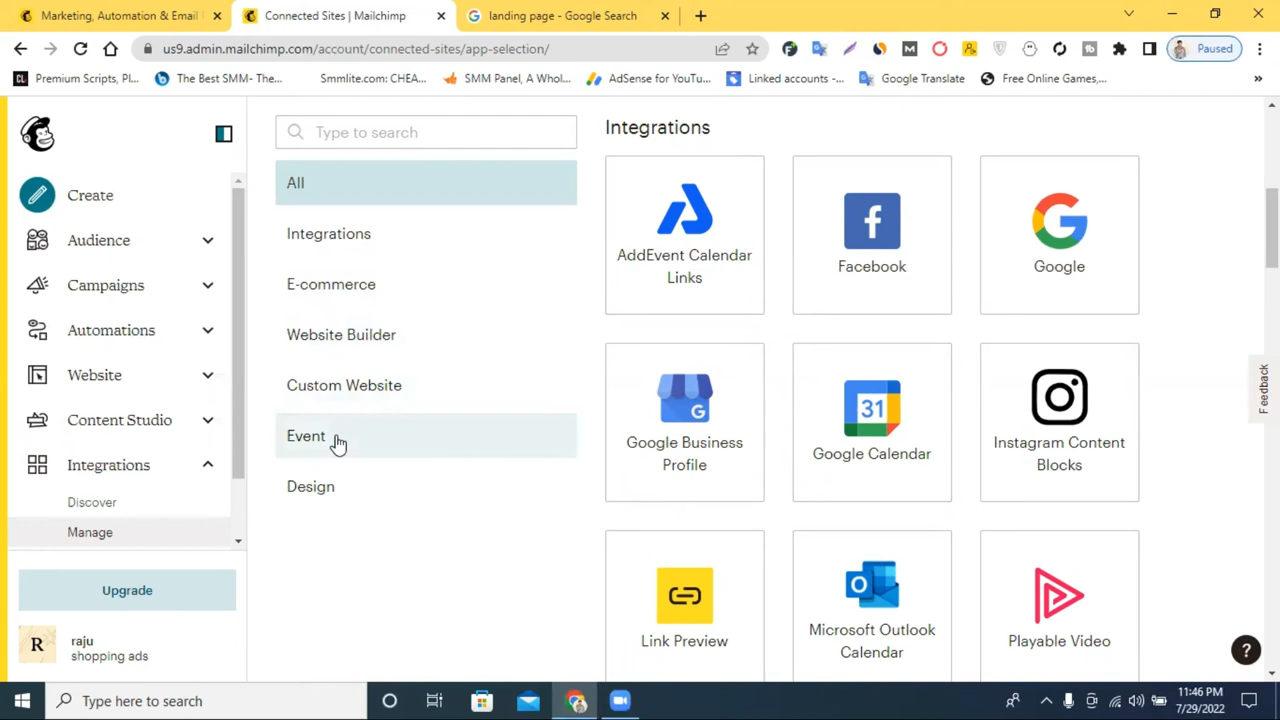 Marketing, Automation & Email
Connected Sites | Mailchimp
landing page - Google Search
us9.admin.mailchimp.com/account/connected-sites/app-selection/
Paused
Premium Scripts, Pl...
The Best SMM- The...
Smmlite.com: CHEA...
SMM Panel, A Whol...
AdSense for YouTu...
Linked accounts -...
Google Translate
Free Online Games,...
Create
Audience
Campaigns
Automations
Website
Content Studio
Integrations
Discover
Manage
Upgrade
R
raju
shopping ads
Type to search
All
Integrations
E-commerce
Website Builder
Custom Website
Event
Design
Integrations
AddEvent Calendar
Links
Facebook
Google
Google Business
Profile
31
Google Calendar
Instagram Content
Blocks
Link Preview
Microsoft Outlook
Calendar
Playable Video
Feedback
?
Type here to search
11:46 PM
7/29/2022